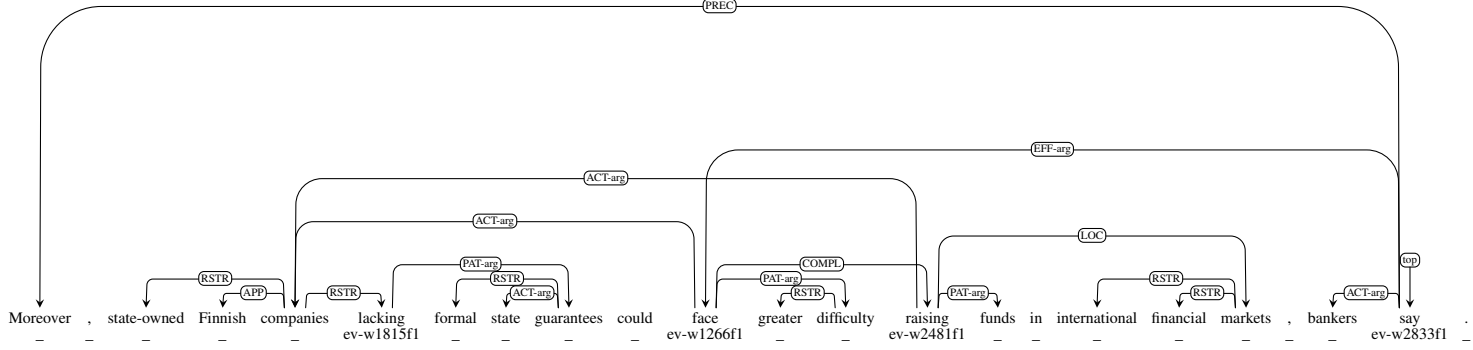 PREC
EFF-arg
ACT-arg
ACT-arg
LOC
top
PAT-arg COMPL
RSTR RSTR PAT-arg RSTR
APP RSTR ACT-arg RSTR PAT-arg RSTR ACT-arg
Moreover , state-owned Finnish companies lacking formal state guarantees could face greater difficulty raising funds in international financial markets , bankers say .
_ _ _ _ _ ev-w1815f1 _ _ _ _ ev-w1266f1 _ _ ev-w2481f1 _ _ _ _ _ _ _ ev-w2833f1 _